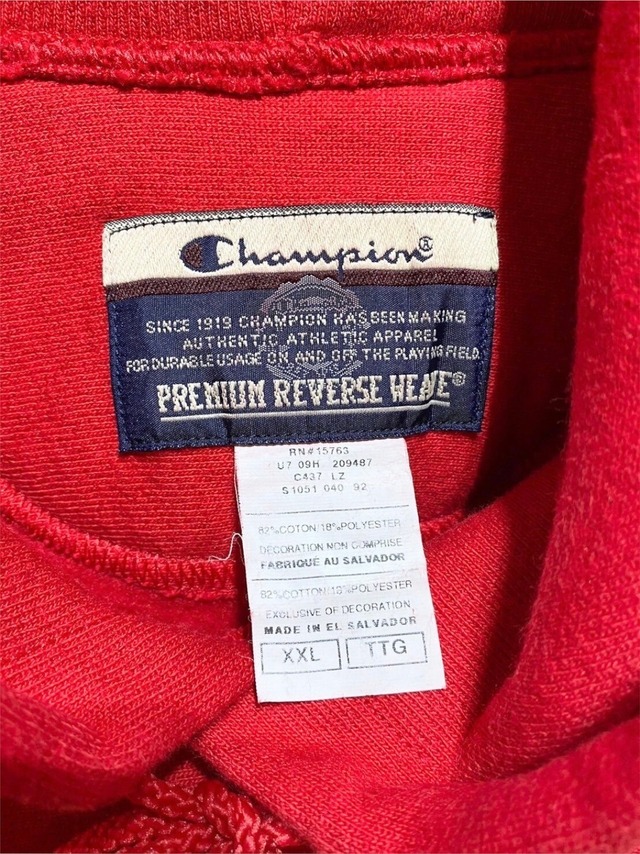 Champion®
SINCE 1919 CHAMPION HAS BEEN MAKING
AUTHENTIC ATHLETIC APPAREL
FOR DURABLE USAGE ON AND OFF THE PLAYING FIELD.
PREMIUM REVERSE WEAVE®
RN#15763
U7 09H 209487
C437 LZ
S1051 040 92
82%COTON 18%POLYESTER
DECORATION NON COMPRISE
FABRIQUÉ AU SALVADOR
82%COTTON 18%POLYESTER
EXCLUSIVE OF DECORATION
MADE IN EL SALVADOR
XXL TTG